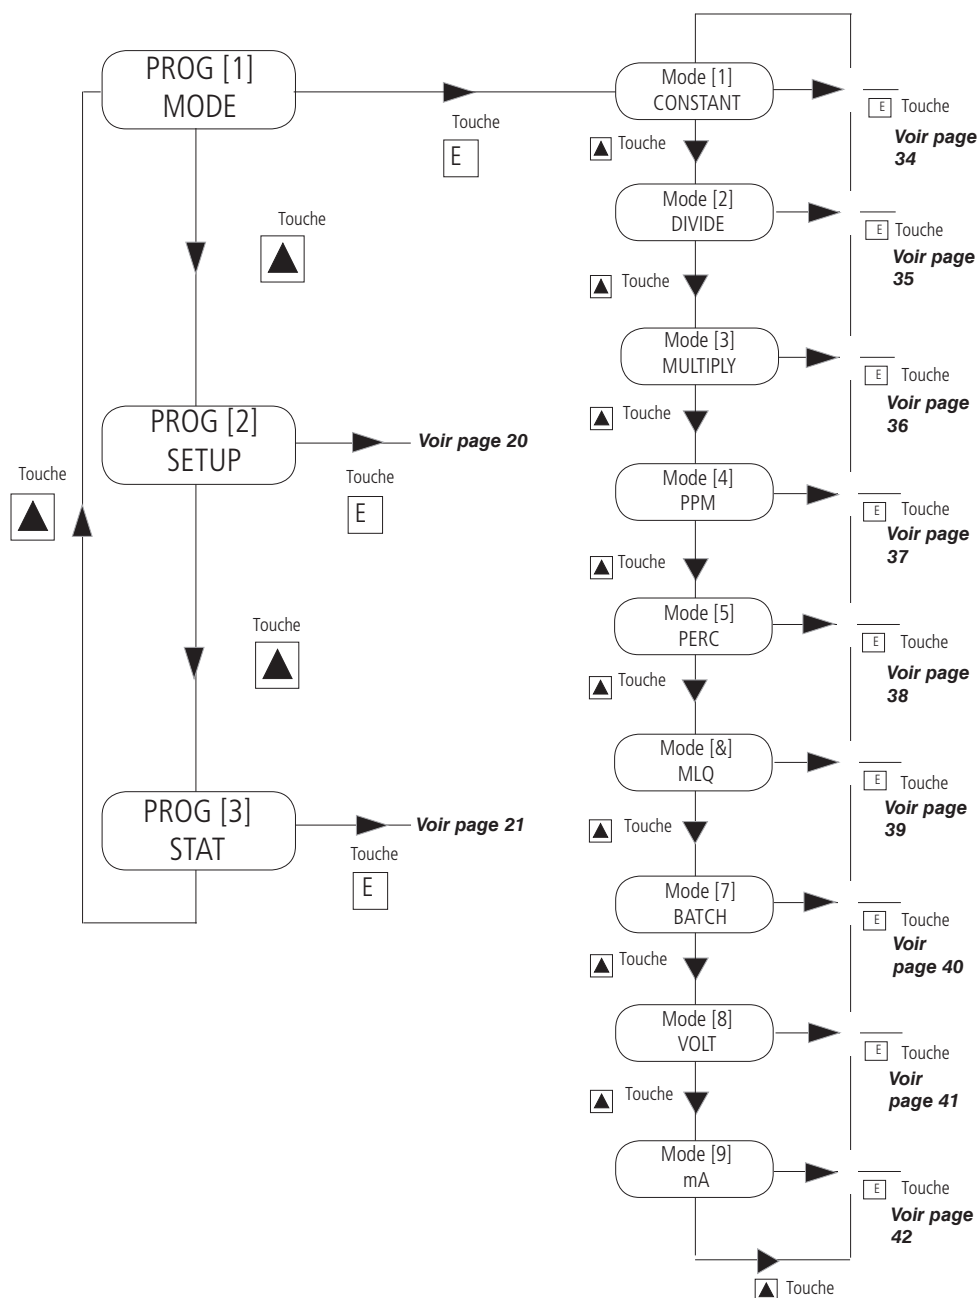 PROG [1]
MODE
Touche
E
Touche
PROG [2]
SETUP
Voir page 20
Touche
E
Touche
Touche
PROG [3]
STAT
Voir page 21
Touche
E
Mode [1]
CONSTANT
E Touche
Voir page
34
Touche
Mode [2]
DIVIDE
E Touche
Voir page
35
Touche
Mode [3]
MULTIPLY
E Touche
Voir page
36
Touche
Mode [4]
PPM
E Touche
Voir page
37
Touche
Mode [5]
PERC
E Touche
Voir page
38
Touche
Mode [&]
MLQ
E Touche
Voir page
39
Touche
Mode [7]
BATCH
E Touche
Voir
page 40
Touche
Mode [8]
VOLT
E Touche
Voir
page 41
Touche
Mode [9]
mA
E Touche
Voir page
42
Touche